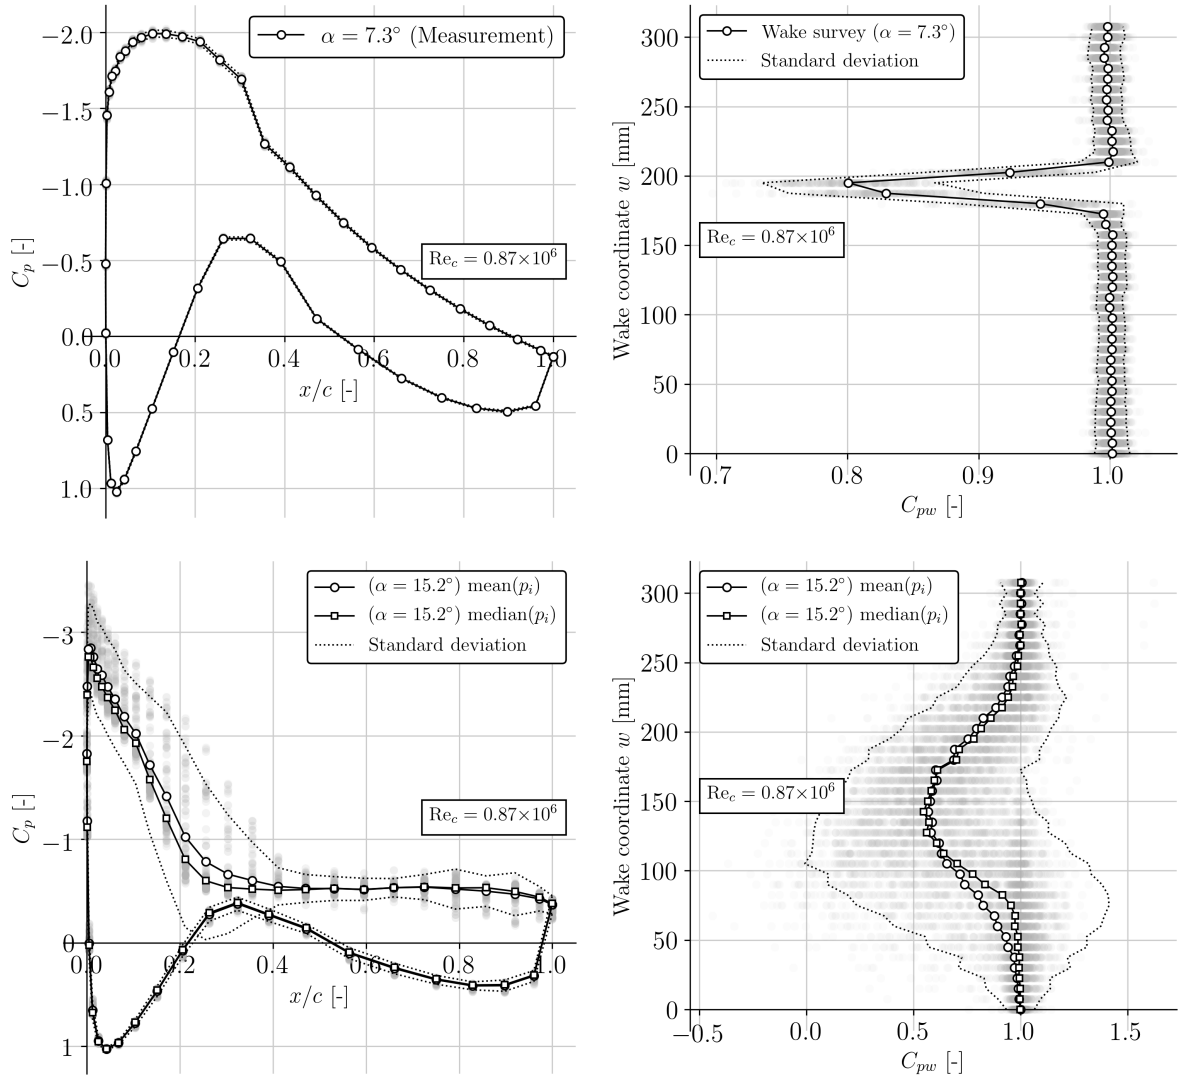 α = 7.3° (Measurement)
−2.0
−1.5
−1.0
−0.5
0.0
0.5
1.0
C_p [-]
Re_c = 0.87×10^6
0.0 0.2 0.4 0.6 0.8 1.0
x/c [-]
Wake survey (α = 7.3°)
Standard deviation
300
250
200
150
100
50
0
Wake coordinate w [mm]
Re_c = 0.87×10^6
0.7 0.8 0.9 1.0
C_pw [-]
(α = 15.2°) mean(p_i)
(α = 15.2°) median(p_i)
Standard deviation
−3
−2
−1
0
1
C_p [-]
Re_c = 0.87×10^6
0.0 0.2 0.4 0.6 0.8 1.0
x/c [-]
(α = 15.2°) mean(p_i)
(α = 15.2°) median(p_i)
Standard deviation
300
250
200
150
100
50
0
Wake coordinate w [mm]
Re_c = 0.87×10^6
−0.5 0.0 0.5 1.0 1.5
C_pw [-]